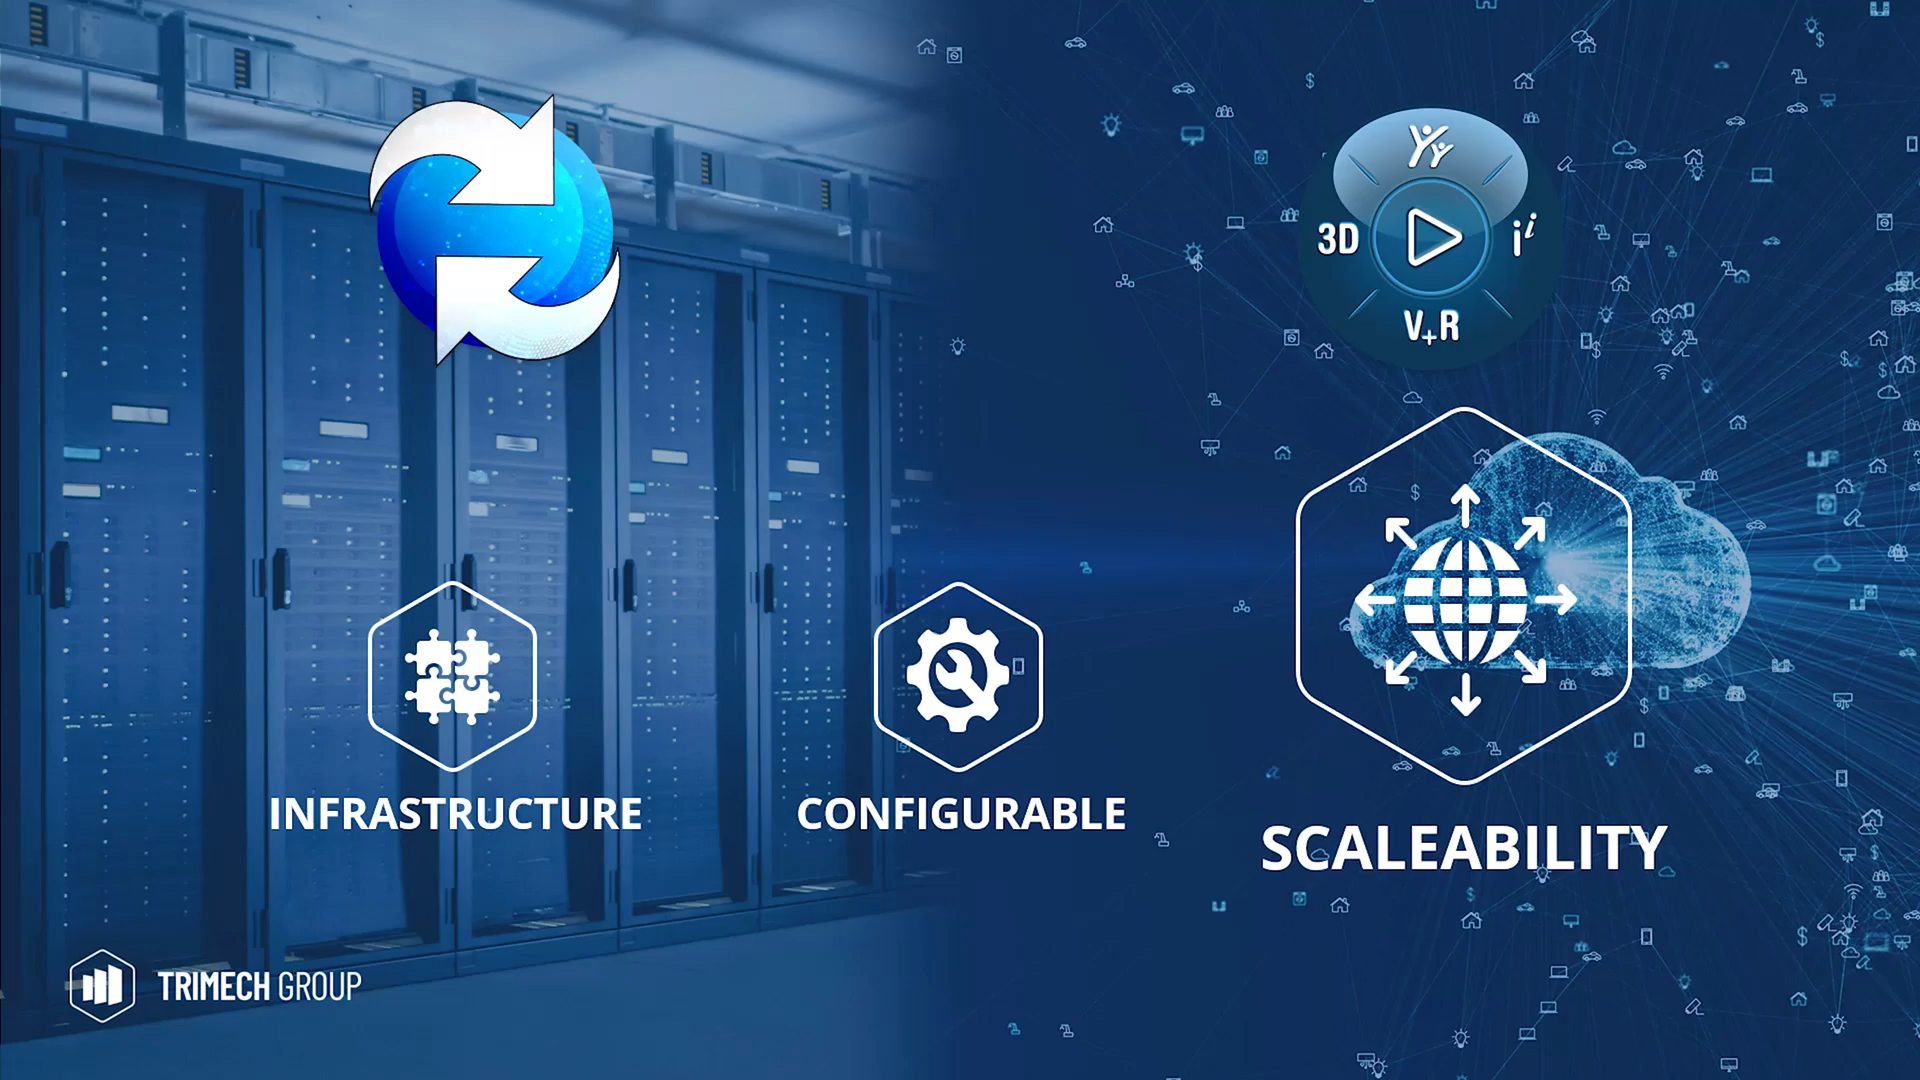 3D
V+R
INFRASTRUCTURE
CONFIGURABLE
SCALEABILITY
TRIMECH GROUP